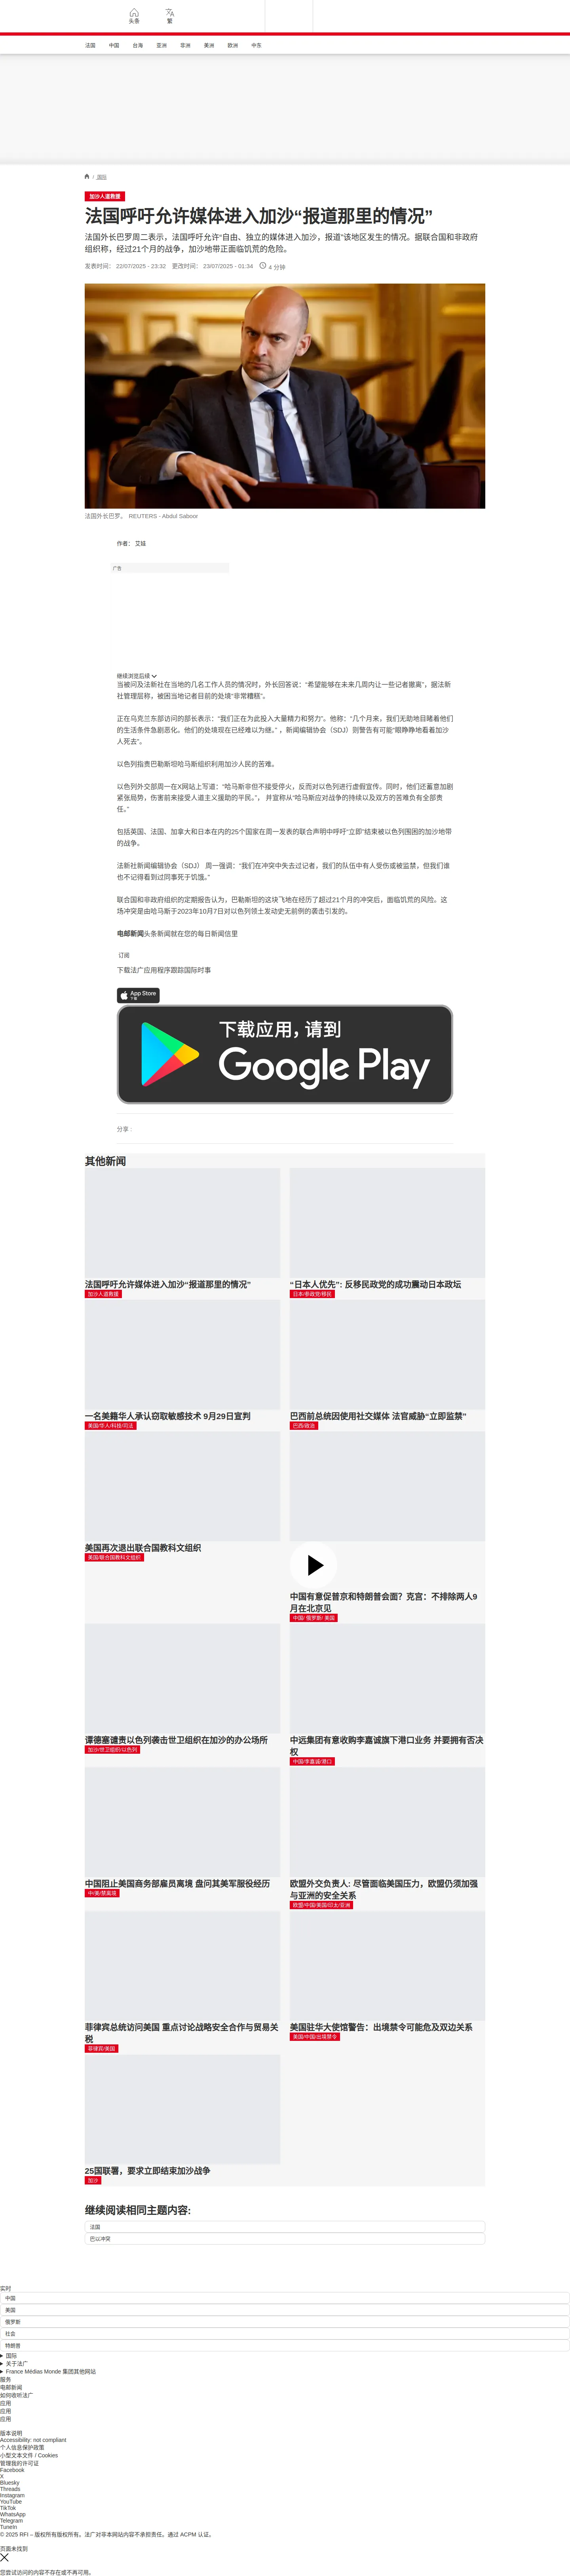 头条
繁
法国 中国 台海 亚洲 非洲 美洲 欧洲 中东
/ 国际
加沙人道救援
法国呼吁允许媒体进入加沙“报道那里的情况”
法国外长巴罗周二表示，法国呼吁允许“自由、独立的媒体进入加沙，报道”该地区发生的情况。据联合国和非政府
组织称，经过21个月的战争，加沙地带正面临饥荒的危险。
发表时间： 22/07/2025 - 23:32 更改时间： 23/07/2025 - 01:34 4 分钟
法国外长巴罗。 REUTERS - Abdul Saboor
作者： 艾娃
广告
继续浏览后续
当被问及法新社在当地的几名工作人员的情况时，外长回答说：“希望能够在未来几周内让一些记者撤离”，据法新
社管理层称，被困当地记者目前的处境“非常糟糕”。
正在乌克兰东部访问的部长表示：“我们正在为此投入大量精力和努力”。他称：“几个月来，我们无助地目睹着他们
的生活条件急剧恶化。他们的处境现在已经难以为继。” ，新闻编辑协会（SDJ）则警告有可能“眼睁睁地看着加沙
人死去”。
以色列指责巴勒斯坦哈马斯组织利用加沙人民的苦难。
以色列外交部周一在X网站上写道：“哈马斯非但不接受停火，反而对以色列进行虚假宣传。同时，他们还蓄意加剧
紧张局势，伤害前来接受人道主义援助的平民。”， 并宣称从“哈马斯应对战争的持续以及双方的苦难负有全部责
任。”
包括英国、法国、加拿大和日本在内的25个国家在周一发表的联合声明中呼吁“立即”结束被以色列围困的加沙地带
的战争。
法新社新闻编辑协会（SDJ） 周一强调：“我们在冲突中失去过记者，我们的队伍中有人受伤或被监禁，但我们谁
也不记得看到过同事死于饥饿。”
联合国和非政府组织的定期报告认为，巴勒斯坦的这块飞地在经历了超过21个月的冲突后，面临饥荒的风险。这
场冲突是由哈马斯于2023年10月7日对以色列领土发动史无前例的袭击引发的。
电邮新闻头条新闻就在您的每日新闻信里
订阅
下载法广应用程序跟踪国际时事
App Store
下载应用，请到
Google Play
分享 :
其他新闻
法国呼吁允许媒体进入加沙“报道那里的情况”
加沙人道救援
“日本人优先”: 反移民政党的成功震动日本政坛
日本/参政党/移民
一名美籍华人承认窃取敏感技术 9月29日宣判
美国/华人/科技/司法
巴西前总统因使用社交媒体 法官威胁“立即监禁”
巴西/政治
美国再次退出联合国教科文组织
美国/联合国教科文组织
中国有意促普京和特朗普会面？克宫：不排除两人9
月在北京见
中国/ 俄罗斯/ 美国
谭德塞谴责以色列袭击世卫组织在加沙的办公场所
加沙/世卫组织/以色列
中远集团有意收购李嘉诚旗下港口业务 并要拥有否决
权
中国/李嘉诚/港口
中国阻止美国商务部雇员离境 盘问其美军服役经历
中/美/禁离境
欧盟外交负责人: 尽管面临美国压力，欧盟仍须加强
与亚洲的安全关系
欧盟/中国/美国/印太/亚洲
菲律宾总统访问美国 重点讨论战略安全合作与贸易关
税
菲律宾/美国
美国驻华大使馆警告：出境禁令可能危及双边关系
美国/中国/出境禁令
25国联署，要求立即结束加沙战争
加沙
继续阅读相同主题内容:
法国
巴以冲突
实时
中国
美国
俄罗斯
社会
特朗普
国际
关于法广
France Médias Monde 集团其他网站
服务
电邮新闻
如何收听法广
应用
应用
应用
版本说明
Accessibility: not compliant
个人信息保护政策
小型文本文件 / Cookies
管理我的许可证
Facebook
X
Bluesky
Threads
Instagram
YouTube
TikTok
WhatsApp
Telegram
TuneIn
© 2025 RFI – 版权所有版权所有。法广对非本网站内容不承担责任。通过 ACPM 认证。
页面未找到
您尝试访问的内容不存在或不再可用。